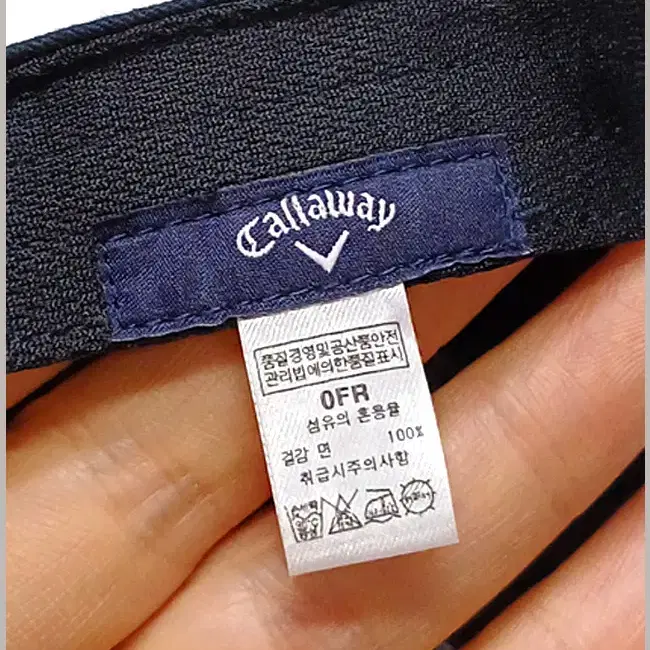 Callaway
품질경영및공산품안전
관리법에의한품질표시
OFR
섬유의 혼용율
겉감 면 100%
취급시주의사항